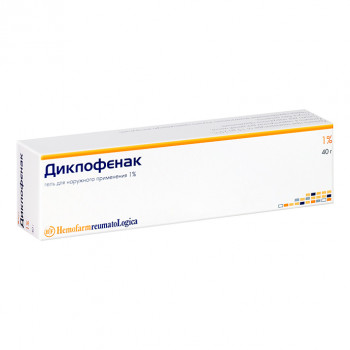 Диклофенак
гель для наружного применения 1%
1%
40 г
HemofarmreumatoLogica